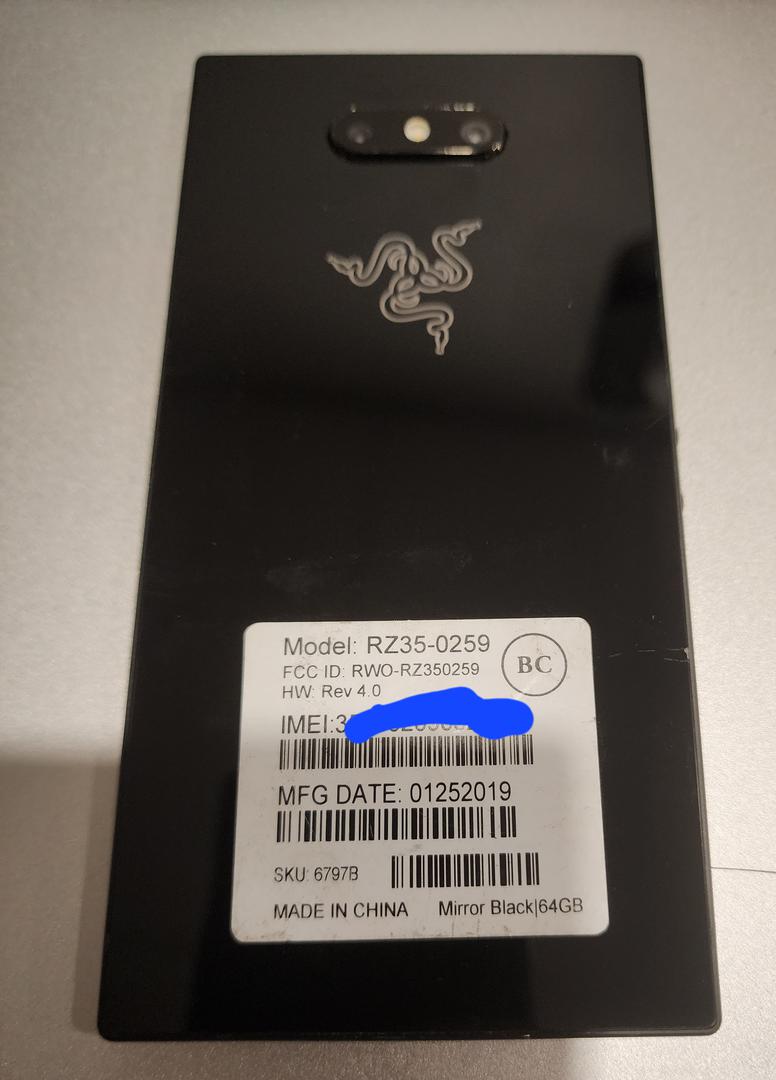 Model: RZ35-0259
FCC ID: RWO-RZ350259
BC
HW: Rev 4.0
IMEI:
MFG DATE: 01252019
SKU: 6797B
MADE IN CHINA Mirror Black|64GB